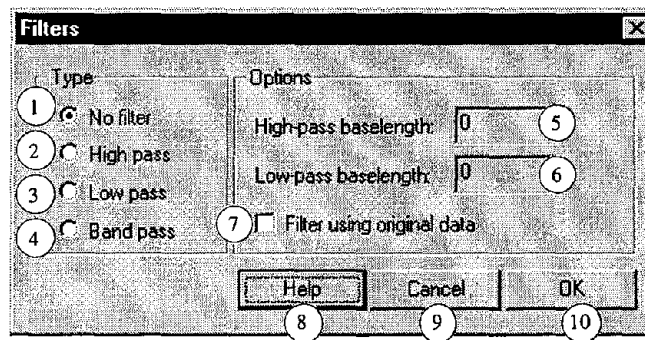 Filters
Type
Options
1 No filter
2 High pass
3 Low pass
4 Band pass
High-pass baselength: 0 5
Low-pass baselength: 0 6
7 Filter using original data
Help
Cancel
OK
8
9
10